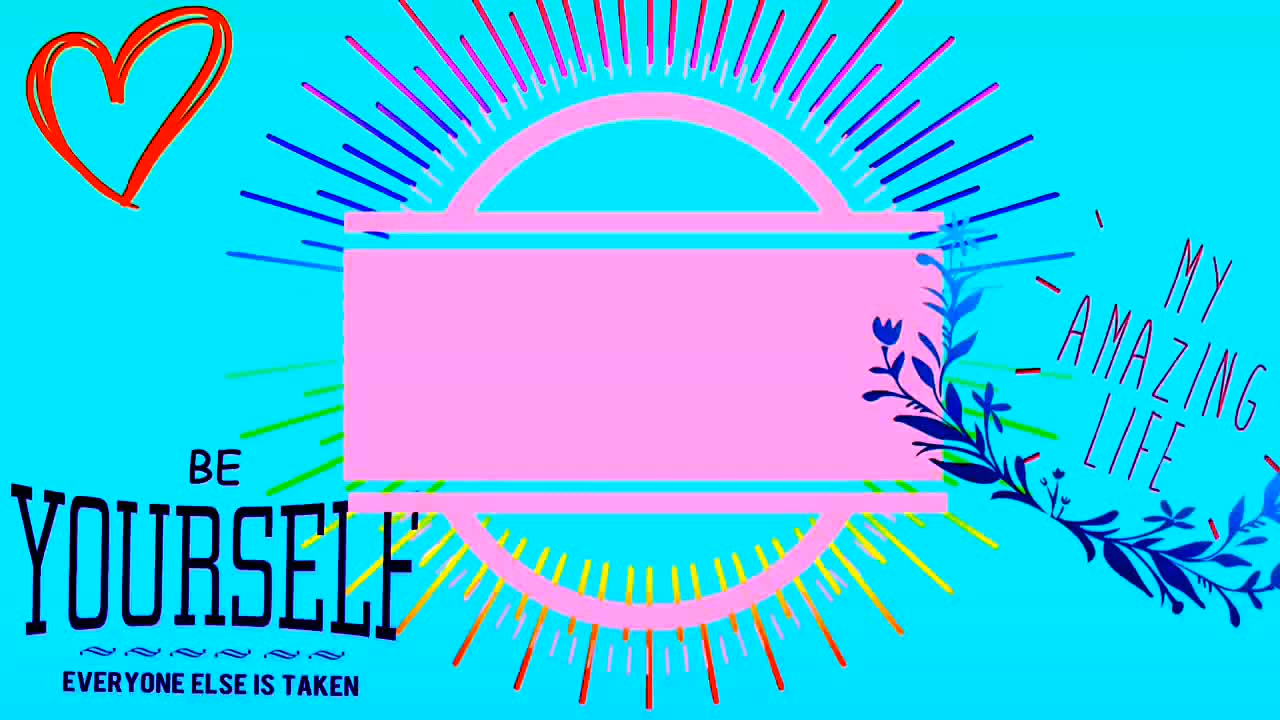 MY
AMAZING
LIFE
BE
YOURSELF
EVERYONE ELSE IS TAKEN